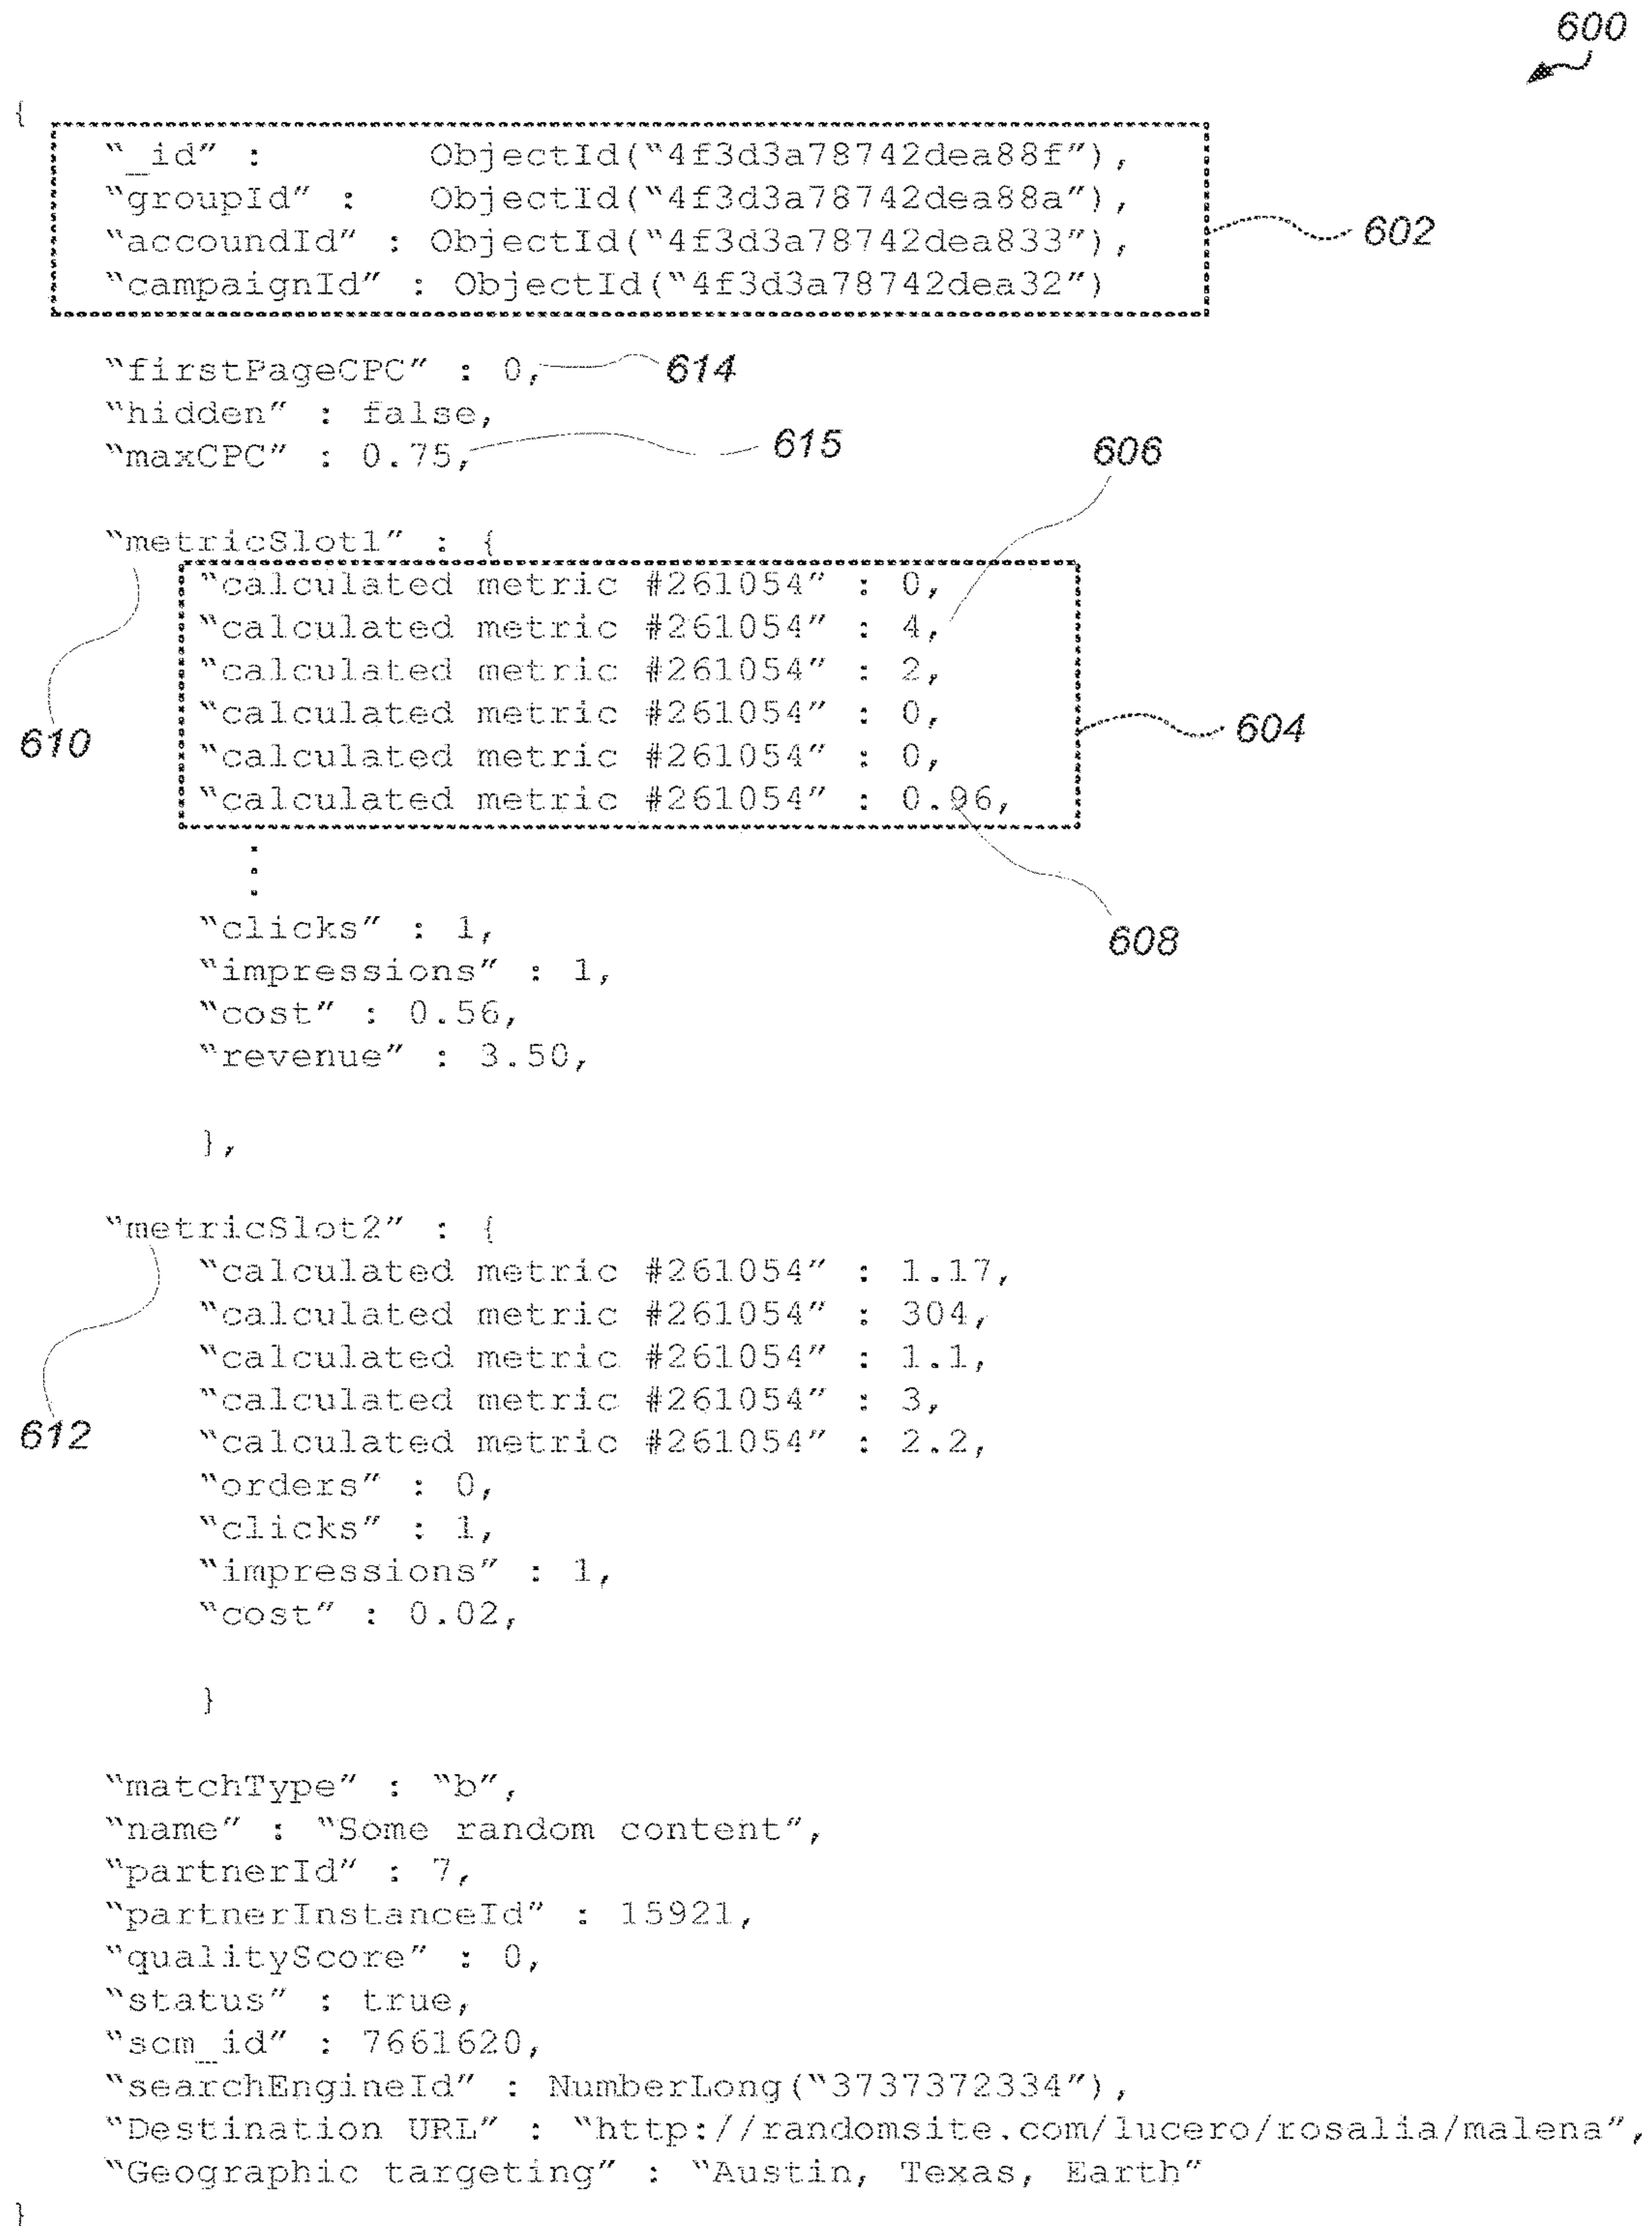 600
{
“_id” : ObjectId(“4f3d3a78742dea88f”),
“groupId” : ObjectId(“4f3d3a78742dea88a”),
“accoundId” : ObjectId(“4f3d3a78742dea833”),
602
“campaignId” : ObjectId(“4f3d3a78742dea32”)
“firstPageCPC” : 0, 614
“hidden” : false,
“maxCPC” : 0.75, 615
606
“metricSlot1” : {
“calculated metric #261054” : 0,
“calculated metric #261054” : 4,
“calculated metric #261054” : 2,
“calculated metric #261054” : 0,
604
610
“calculated metric #261054” : 0,
“calculated metric #261054” : 0.96,
“clicks” : 1,
608
“impressions” : 1,
“cost” : 0.56,
“revenue” : 3.50,
},
“metricSlot2” : {
“calculated metric #261054” : 1.17,
“calculated metric #261054” : 304,
“calculated metric #261054” : 1.1,
“calculated metric #261054” : 3,
612
“calculated metric #261054” : 2.2,
“orders” : 0,
“clicks” : 1,
“impressions” : 1,
“cost” : 0.02,
}
“matchType” : “b”,
“name” : “Some random content”,
“partnerId” : 7,
“partnerInstanceId” : 15921,
“qualityScore” : 0,
“status” : true,
“scm_id” : 7661620,
“searchEngineId” : NumberLong(“3737372334”),
“Destination URL” : “http://randomsite.com/lucero/rosalia/malena”,
“Geographic targeting” : “Austin, Texas, Earth”
}